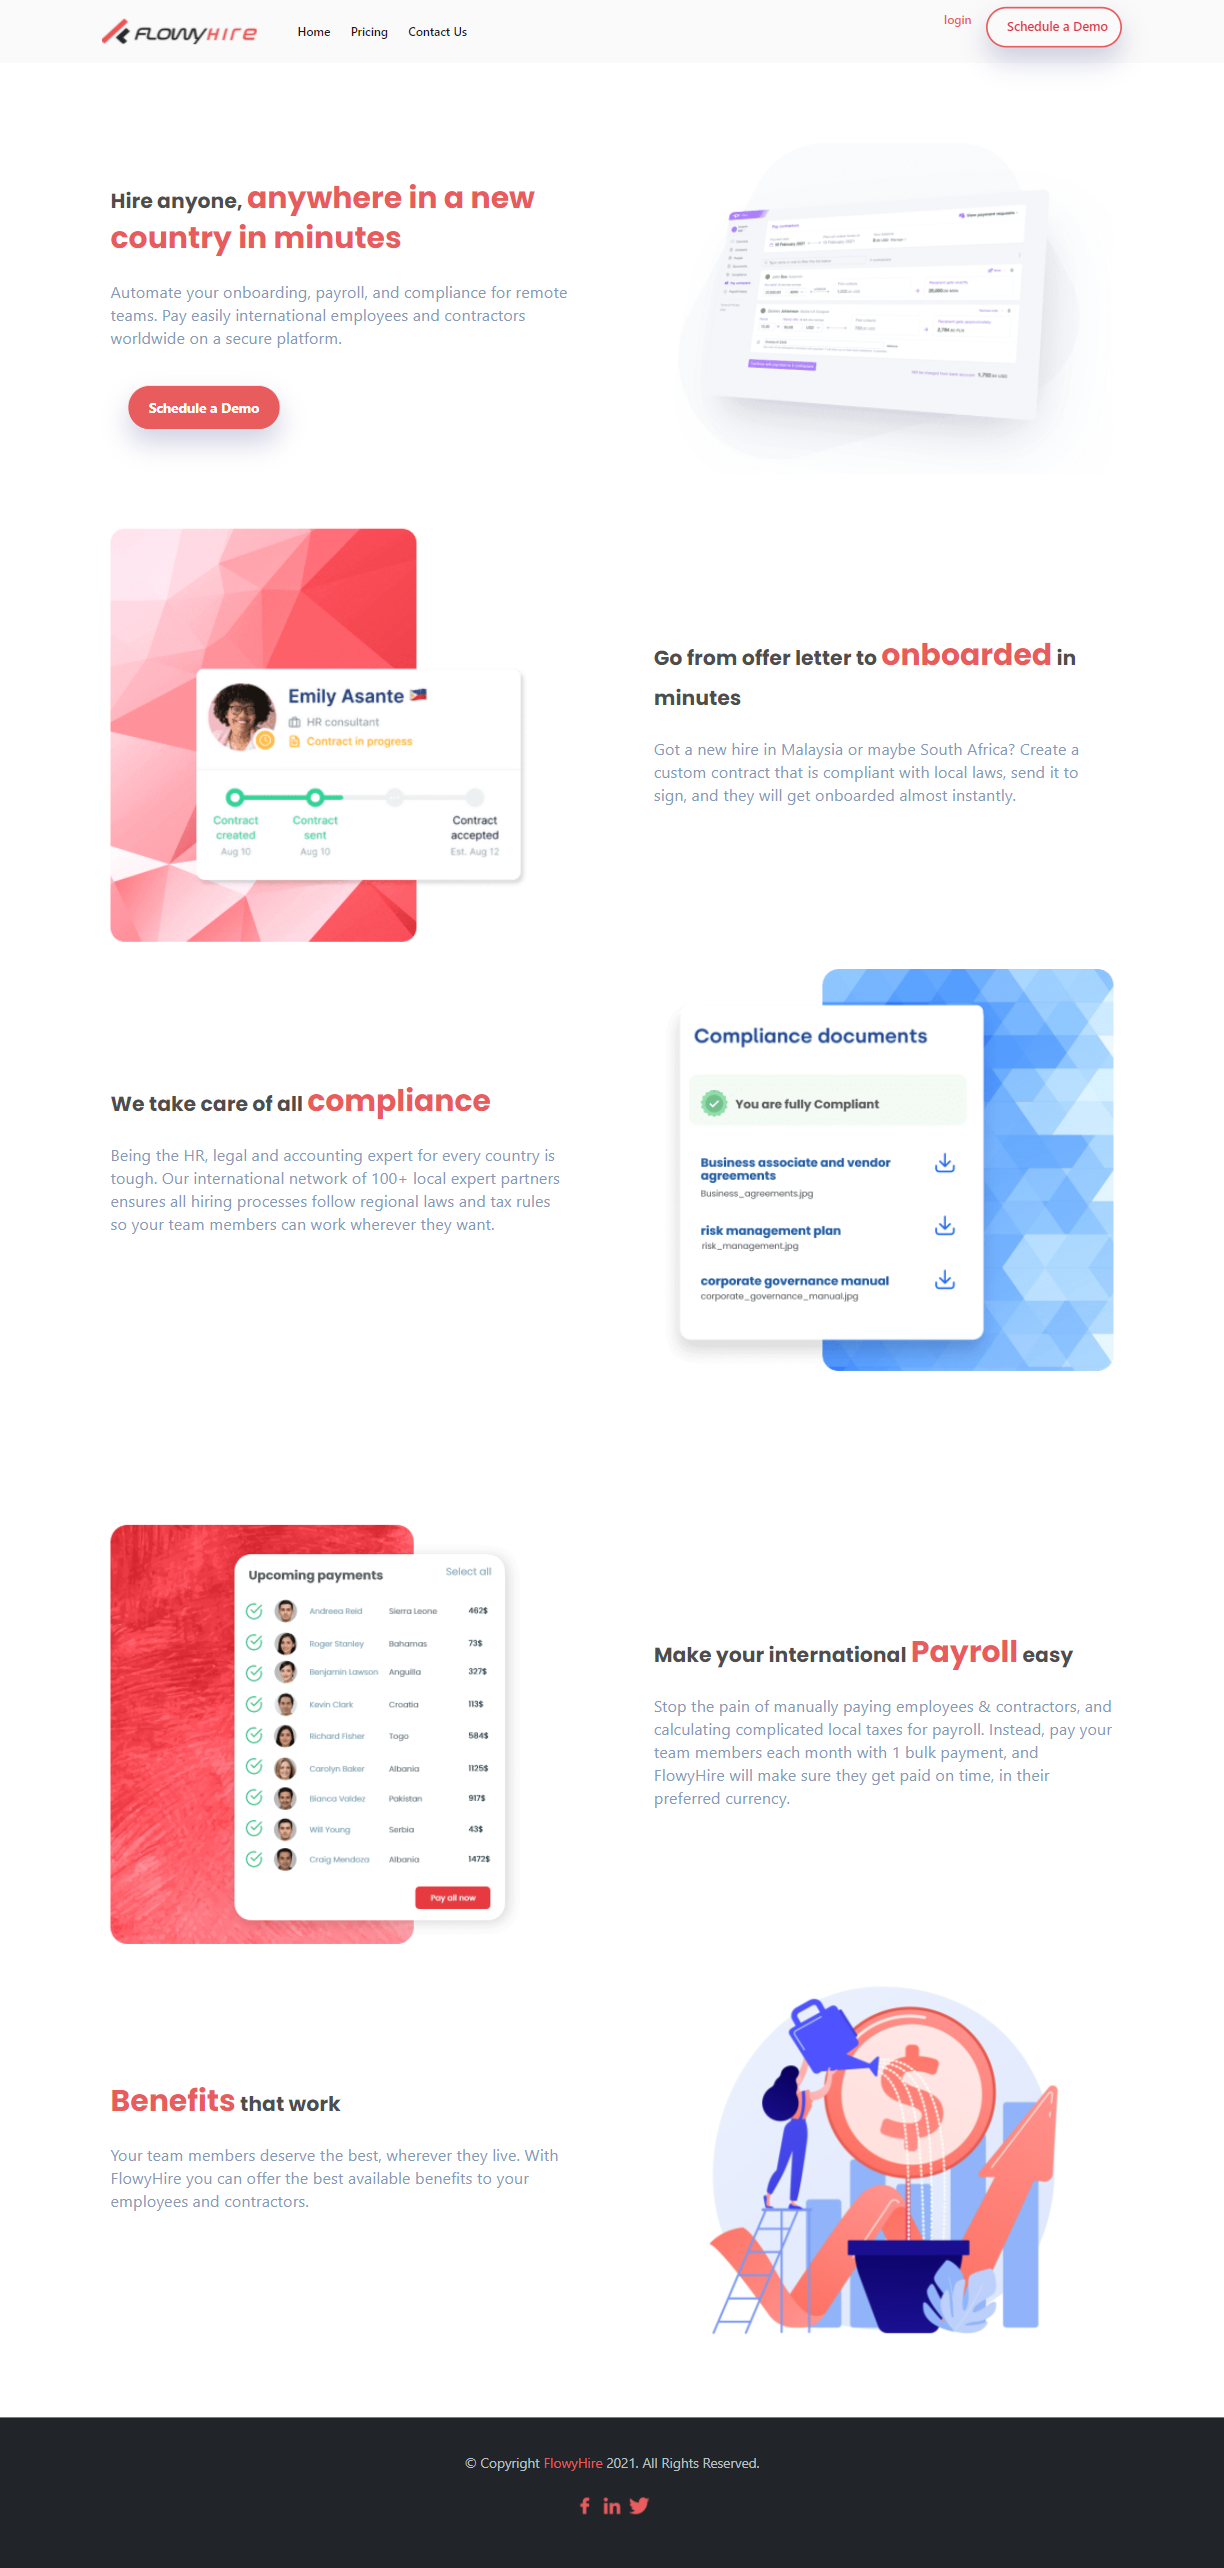 FLOWYHIRE
Home Pricing Contact Us
login
Schedule a Demo
Hire anyone, anywhere in a new
country in minutes
Automate your onboarding, payroll, and compliance for remote
teams. Pay easily international employees and contractors
worldwide on a secure platform.
Schedule a Demo
Emily Asante
HR consultant
Contract in progress
Contract created Aug 10
Contract sent Aug 10
Contract accepted Est. Aug 12
Go from offer letter to onboarded in
minutes
Got a new hire in Malaysia or maybe South Africa? Create a
custom contract that is compliant with local laws, send it to
sign, and they will get onboarded almost instantly.
We take care of all compliance
Being the HR, legal and accounting expert for every country is
tough. Our international network of 100+ local expert partners
ensures all hiring processes follow regional laws and tax rules
so your team members can work wherever they want.
Compliance documents
You are fully Compliant
Business associate and vendor
agreements
Business_agreements.jpg
risk management plan
risk_management.jpg
corporate governance manual
corporate_governance_manual.jpg
Upcoming payments Select all
Andreea Reid Sierra Leone 462$
Roger Stanley Bahamas 73$
Benjamin Lawson Anguilla 327$
Kevin Clark Croatia 113$
Richard Fisher Togo 584$
Carolyn Baker Albania 1125$
Bianca Valdez Pakistan 917$
Will Young Serbia 43$
Craig Mendoza Albania 1472$
Pay all now
Make your international Payroll easy
Stop the pain of manually paying employees & contractors, and
calculating complicated local taxes for payroll. Instead, pay your
team members each month with 1 bulk payment, and
FlowyHire will make sure they get paid on time, in their
preferred currency.
Benefits that work
Your team members deserve the best, wherever they live. With
FlowyHire you can offer the best available benefits to your
employees and contractors.
© Copyright FlowyHire 2021. All Rights Reserved.